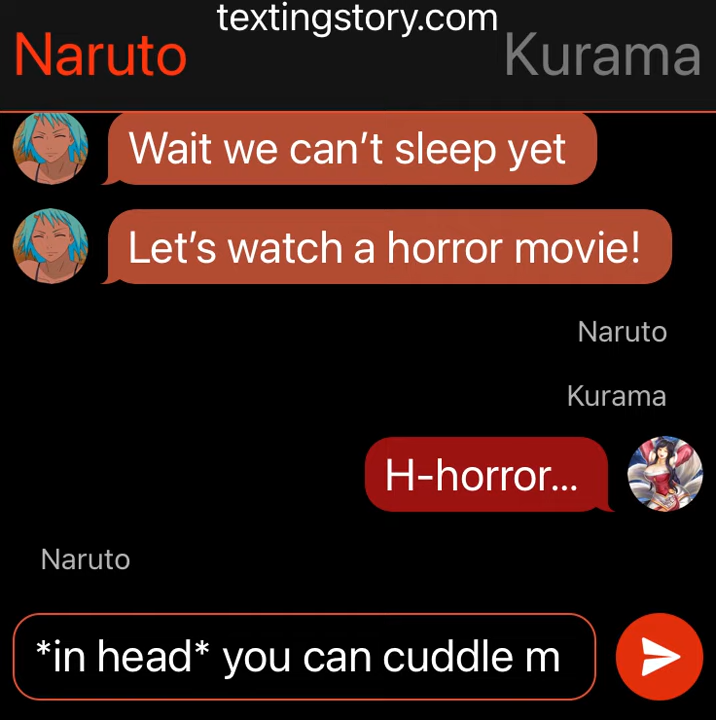 textingstory.com
Naruto Kurama
Wait we can’t sleep yet
Let’s watch a horror movie!
Naruto
Kurama
H-horror...
Naruto
*in head* you can cuddle m